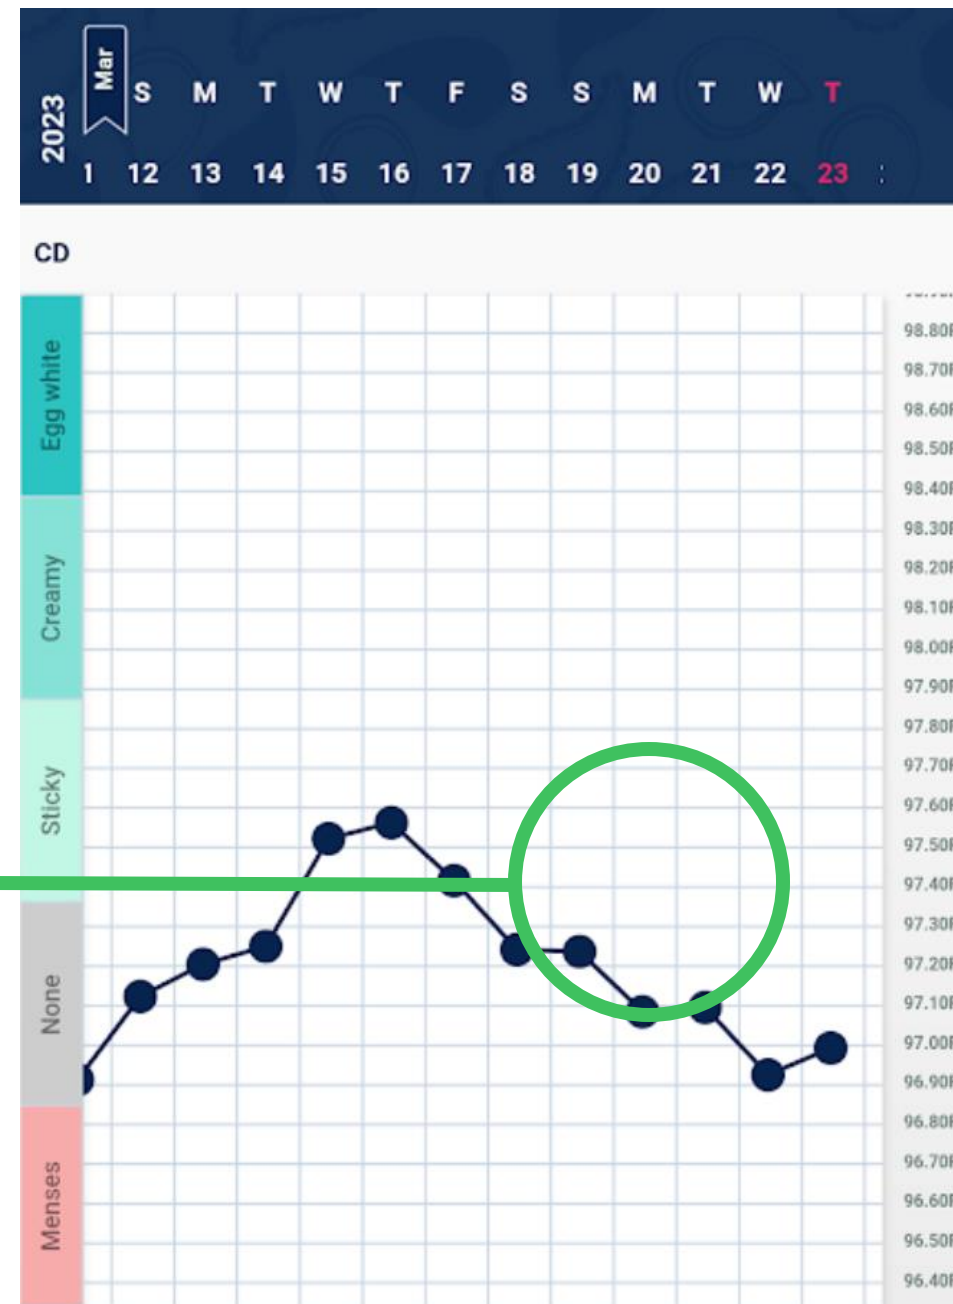 2023
Mar
S M T W T F S S M T W T
1 12 13 14 15 16 17 18 19 20 21 22 23
CD
Egg white
Creamy
Sticky
None
Menses
98.80F
98.70F
98.60F
98.50F
98.40F
98.30F
98.20F
98.10F
98.00F
97.90F
97.80F
97.70F
97.60F
97.50F
97.40F
97.30F
97.20F
97.10F
97.00F
96.90F
96.80F
96.70F
96.60F
96.50F
96.40F